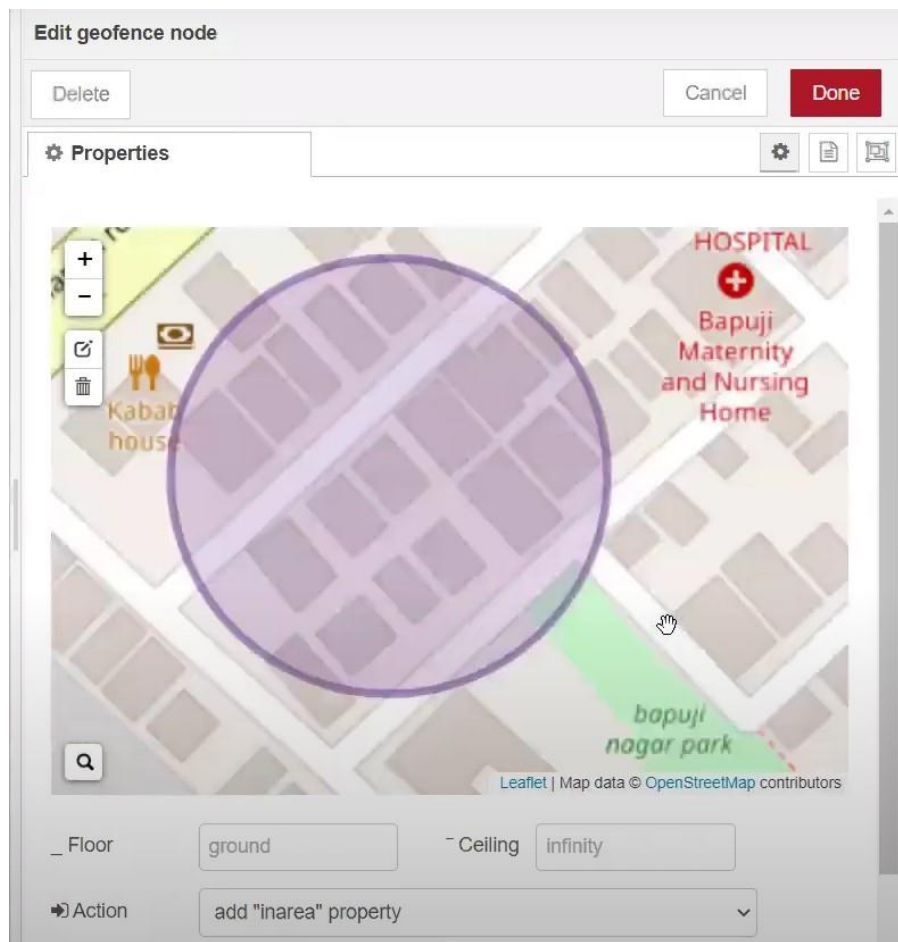 Edit geofence node
Delete
Cancel
Done
Properties
+
−
HOSPITAL
Bapuji
Maternity
and Nursing
Home
Kabab
house
bapuji
nagar park
Leaflet | Map data © OpenStreetMap contributors
_ Floor
ground
‾ Ceiling
infinity
Action
add "inarea" property